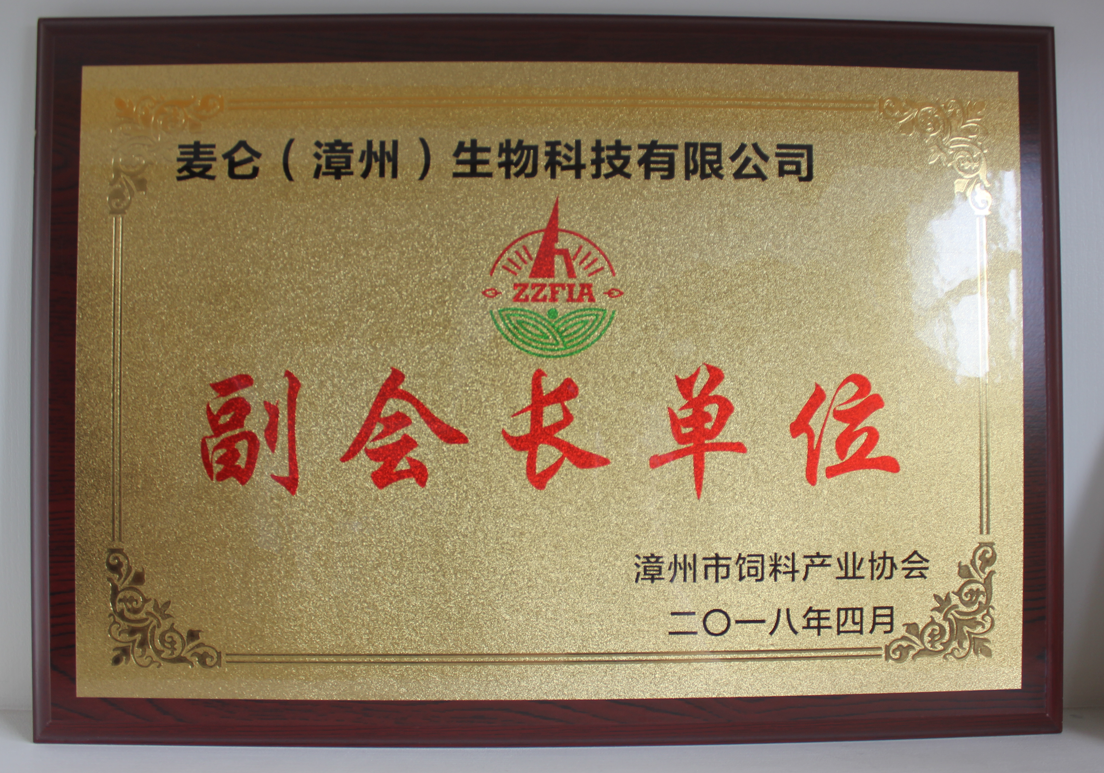 麦仑（漳州）生物科技有限公司
ZZFIA
副会长单位
漳州市饲料产业协会
二〇一八年四月